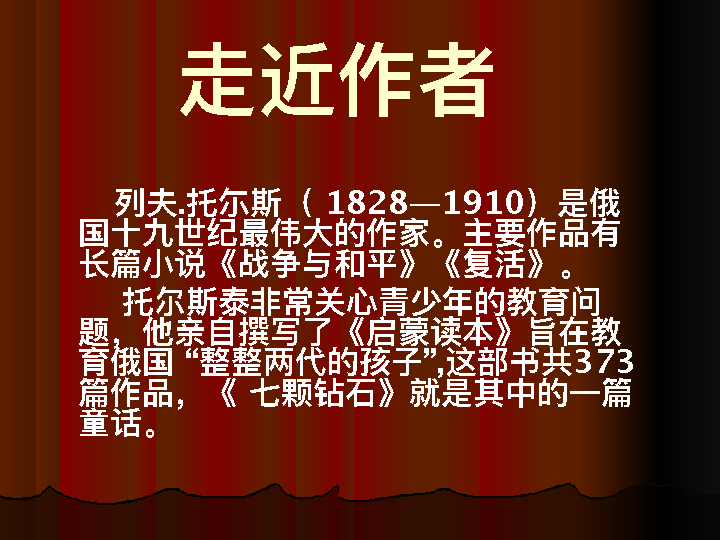 走近作者
列夫.托尔斯（ 1828—1910）是俄
国十九世纪最伟大的作家。主要作品有
长篇小说《战争与和平》《复活》。
托尔斯泰非常关心青少年的教育问
题，他亲自撰写了《启蒙读本》旨在教
育俄国 “整整两代的孩子”,这部书共373
篇作品，《 七颗钻石》就是其中的一篇
童话。